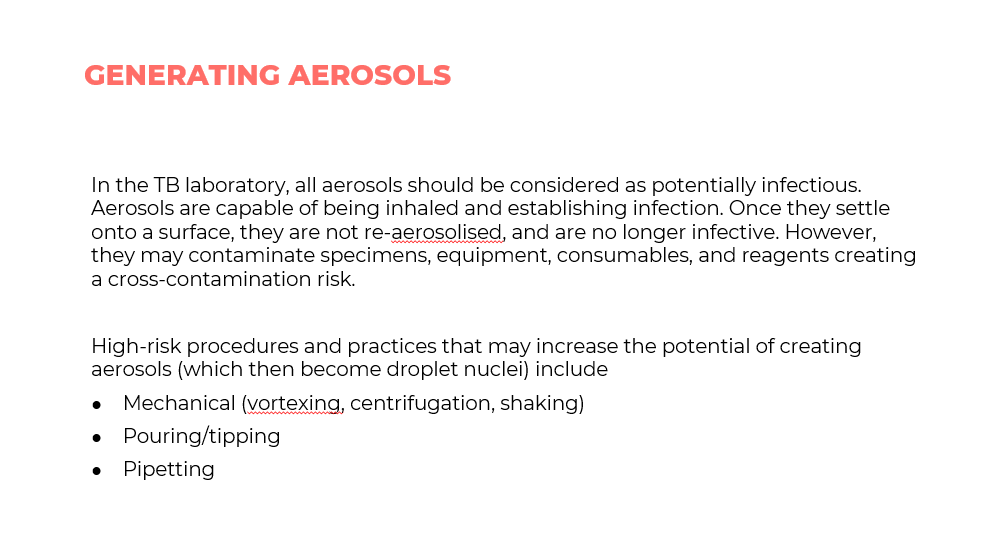 GENERATING AEROSOLS
In the TB laboratory, all aerosols should be considered as potentially infectious.
Aerosols are capable of being inhaled and establishing infection. Once they settle
onto a surface, they are not re-aerosolised, and are no longer infective. However,
they may contaminate specimens, equipment, consumables, and reagents creating
a cross-contamination risk.
High-risk procedures and practices that may increase the potential of creating
aerosols (which then become droplet nuclei) include
● Mechanical (vortexing, centrifugation, shaking)
● Pouring/tipping
● Pipetting